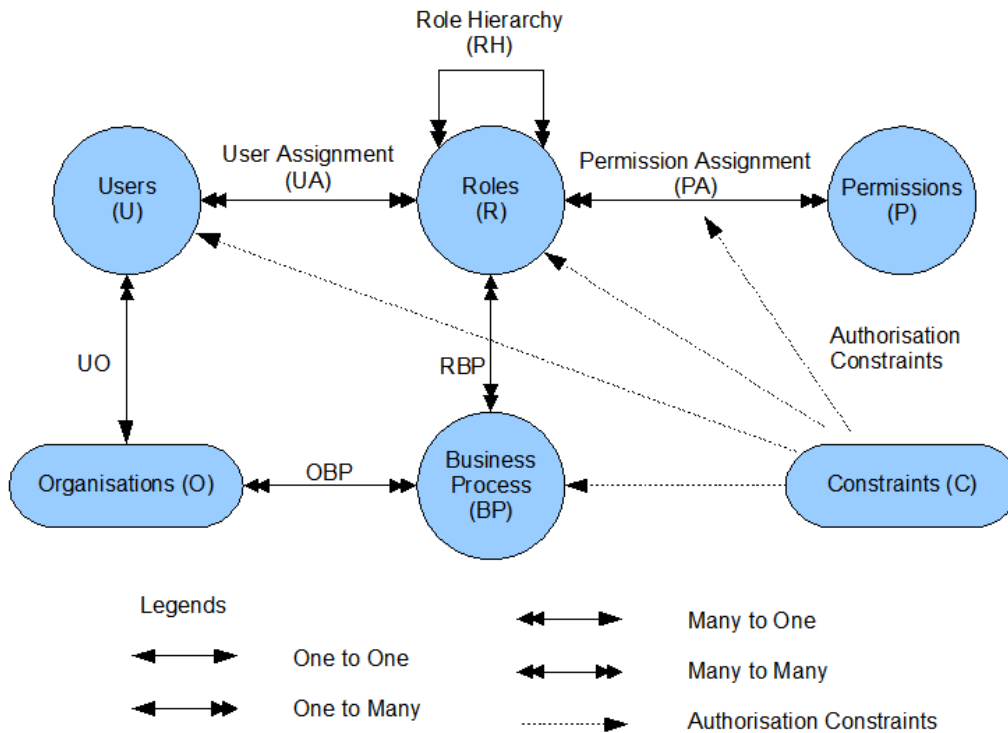 Role Hierarchy
(RH)
User Assignment
(UA)
Permission Assignment
(PA)
Users
(U)
Roles
(R)
Permissions
(P)
UO
RBP
Authorisation
Constraints
Organisations (O)
OBP
Business
Process
(BP)
Constraints (C)
Legends
One to One
One to Many
Many to One
Many to Many
Authorisation Constraints